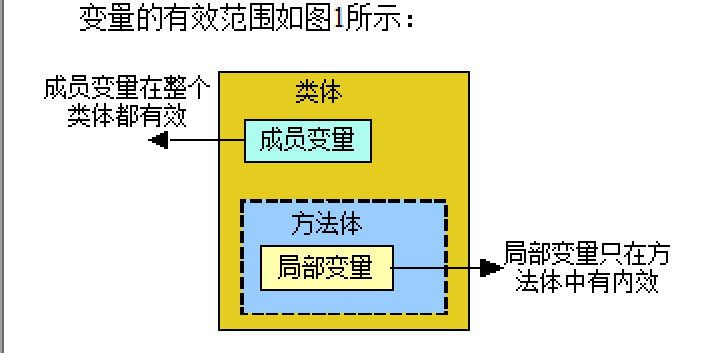 变量的有效范围如图1所示：
成员变量在整个
类体都有效
类体
成员变量
方法体
局部变量
局部变量只在方
法体中有内效